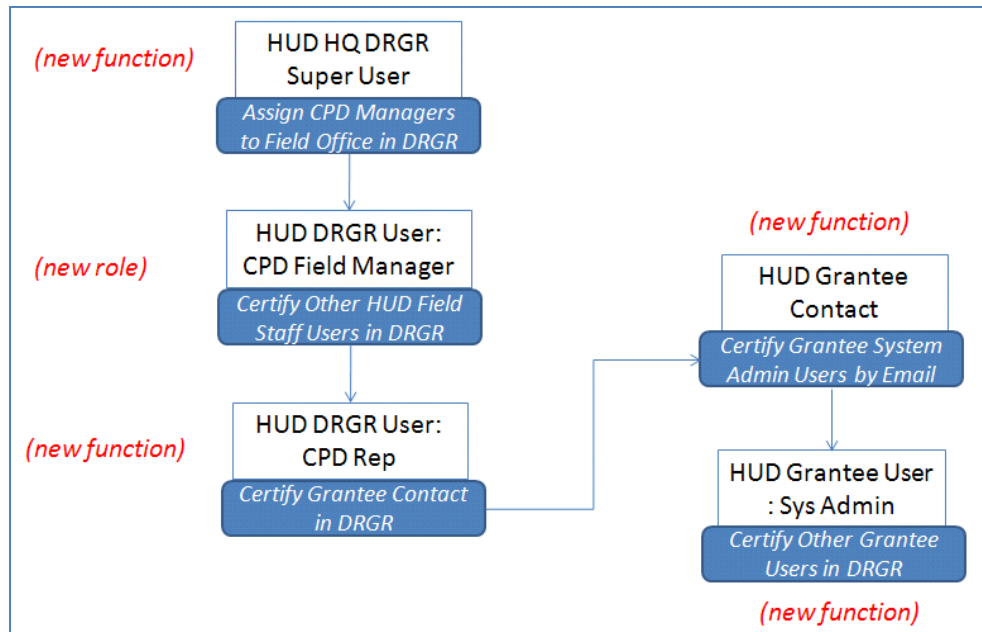 (new function)
HUD HQ DRGR
Super User
Assign CPD Managers
to Field Office in DRGR
(new role)
HUD DRGR User:
CPD Field Manager
Certify Other HUD Field
Staff Users in DRGR
(new function)
HUD DRGR User:
CPD Rep
Certify Grantee Contact
in DRGR
(new function)
HUD Grantee
Contact
Certify Grantee System
Admin Users by Email
HUD Grantee User
: Sys Admin
Certify Other Grantee
Users in DRGR
(new function)